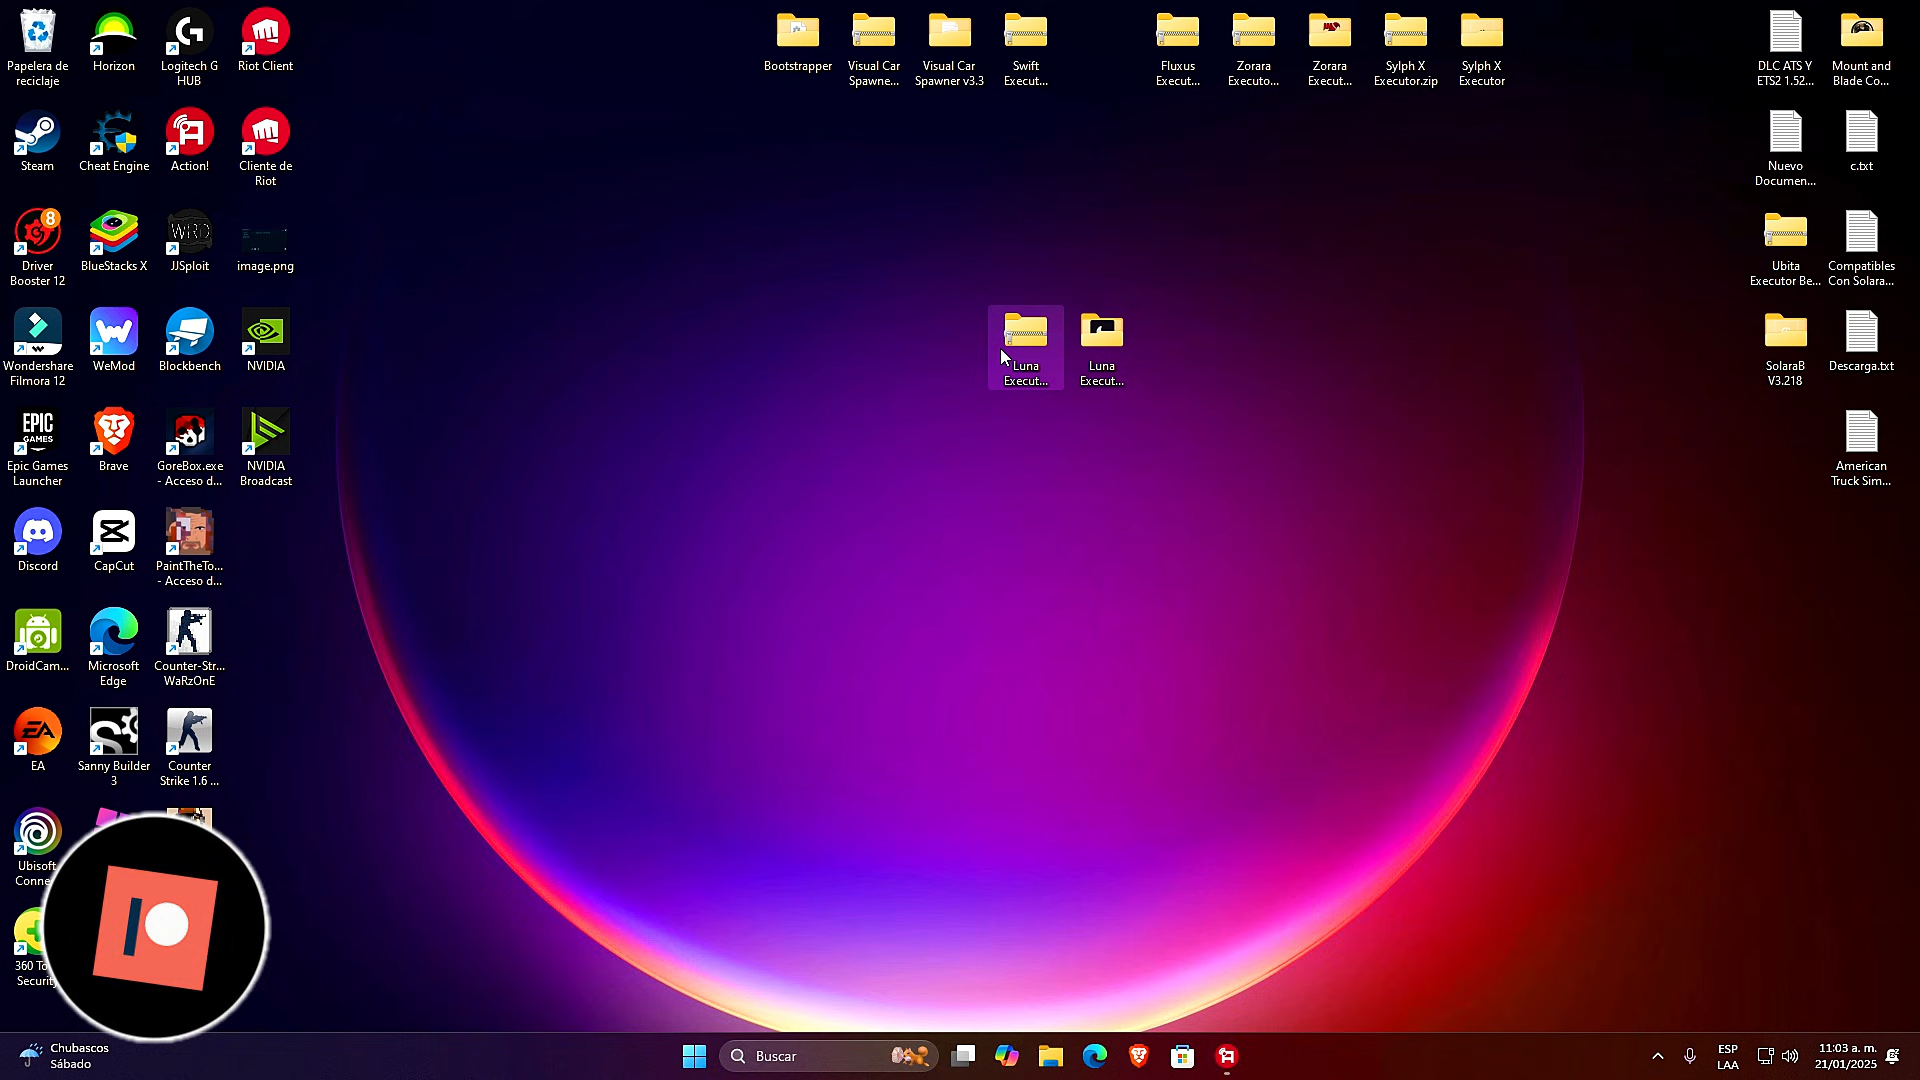 Papelera de
reciclaje
Horizon
Logitech G
HUB
Riot Client
Bootstrapper
Visual Car
Spawne...
Visual Car
Spawner v3.3
Swift
Execut...
Fluxus
Execut...
Zorara
Executo...
Zorara
Execut...
Sylph X
Executor.zip
Sylph X
Executor
DLC ATS Y
ETS2 1.52...
Mount and
Blade Co...
Steam
Cheat Engine
Action!
Cliente de
Riot
Nuevo
Documen...
c.txt
8
WRD
Driver
Booster 12
BlueStacks X
JJSploit
image.png
Ubita
Executor Be...
Compatibles
Con Solara...
Wondershare
Filmora 12
WeMod
Blockbench
NVIDIA
Luna
Execut...
Luna
Execut...
SolaraB
V3.218
Descarga.txt
EPIC
GAMES
Epic Games
Launcher
Brave
GoreBox.exe
- Acceso d...
NVIDIA
Broadcast
American
Truck Sim...
Discord
CapCut
PaintTheTo...
- Acceso d...
DroidCam...
Microsoft
Edge
Counter-Str...
WaRzOnE
EA
EA
Sanny Builder
3
Counter
Strike 1.6 ...
Ubisoft
Conne
360 To
Security
Chubascos
Sábado
Buscar
ESP
LAA
11:03 a. m.
21/01/2025